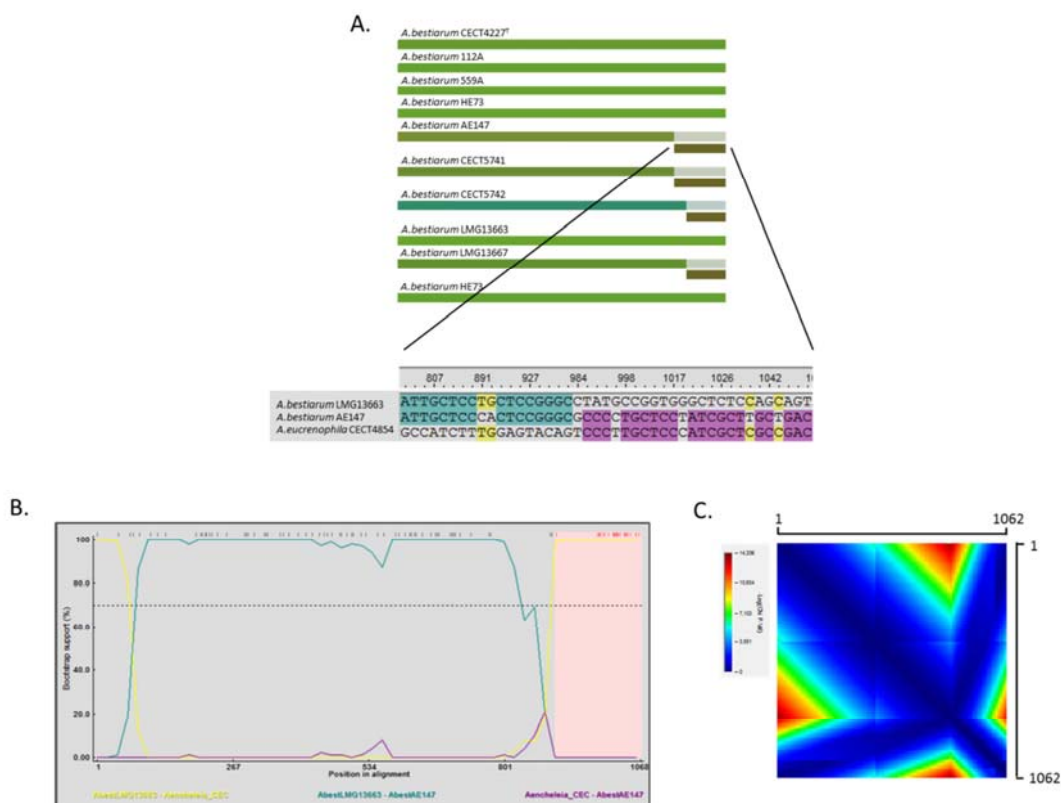 A.
A.bestiarum CECT4227ᵀ
A.bestiarum 112A
A.bestiarum 559A
A.bestiarum HE73
A.bestiarum AE147
A.bestiarum CECT5741
A.bestiarum CECT5742
A.bestiarum LMG13663
A.bestiarum LMG13667
A.bestiarum HE73
807 891 927 984 998 1017 1026 1042
A.bestiarum LMG13663 ATTGCTCCTGCTCCGGGCCTATGCCGGTGGGCTCTCCAGCAGT
A.bestiarum AE147 ATTGCTCCCACTCCGGGCGCCCCTGCTCCTATCGCTTGCTGAC
A.eucrenophila CECT4854 GCCATCTTTGGAGTACAGTCCCTTGCTCCCATCGCTCGCCGAC
B.
100
80.0
60.0
40.0
20.0
0.00
Bootstrap support (%)
1 267 534 801 1068
Position in alignment
AbestLMG13663 - Aencheleia_CEC AbestLMG13663 - AbestAE147 Aencheleia_CEC - AbestAE147
C.
1 1062
1
1062
0